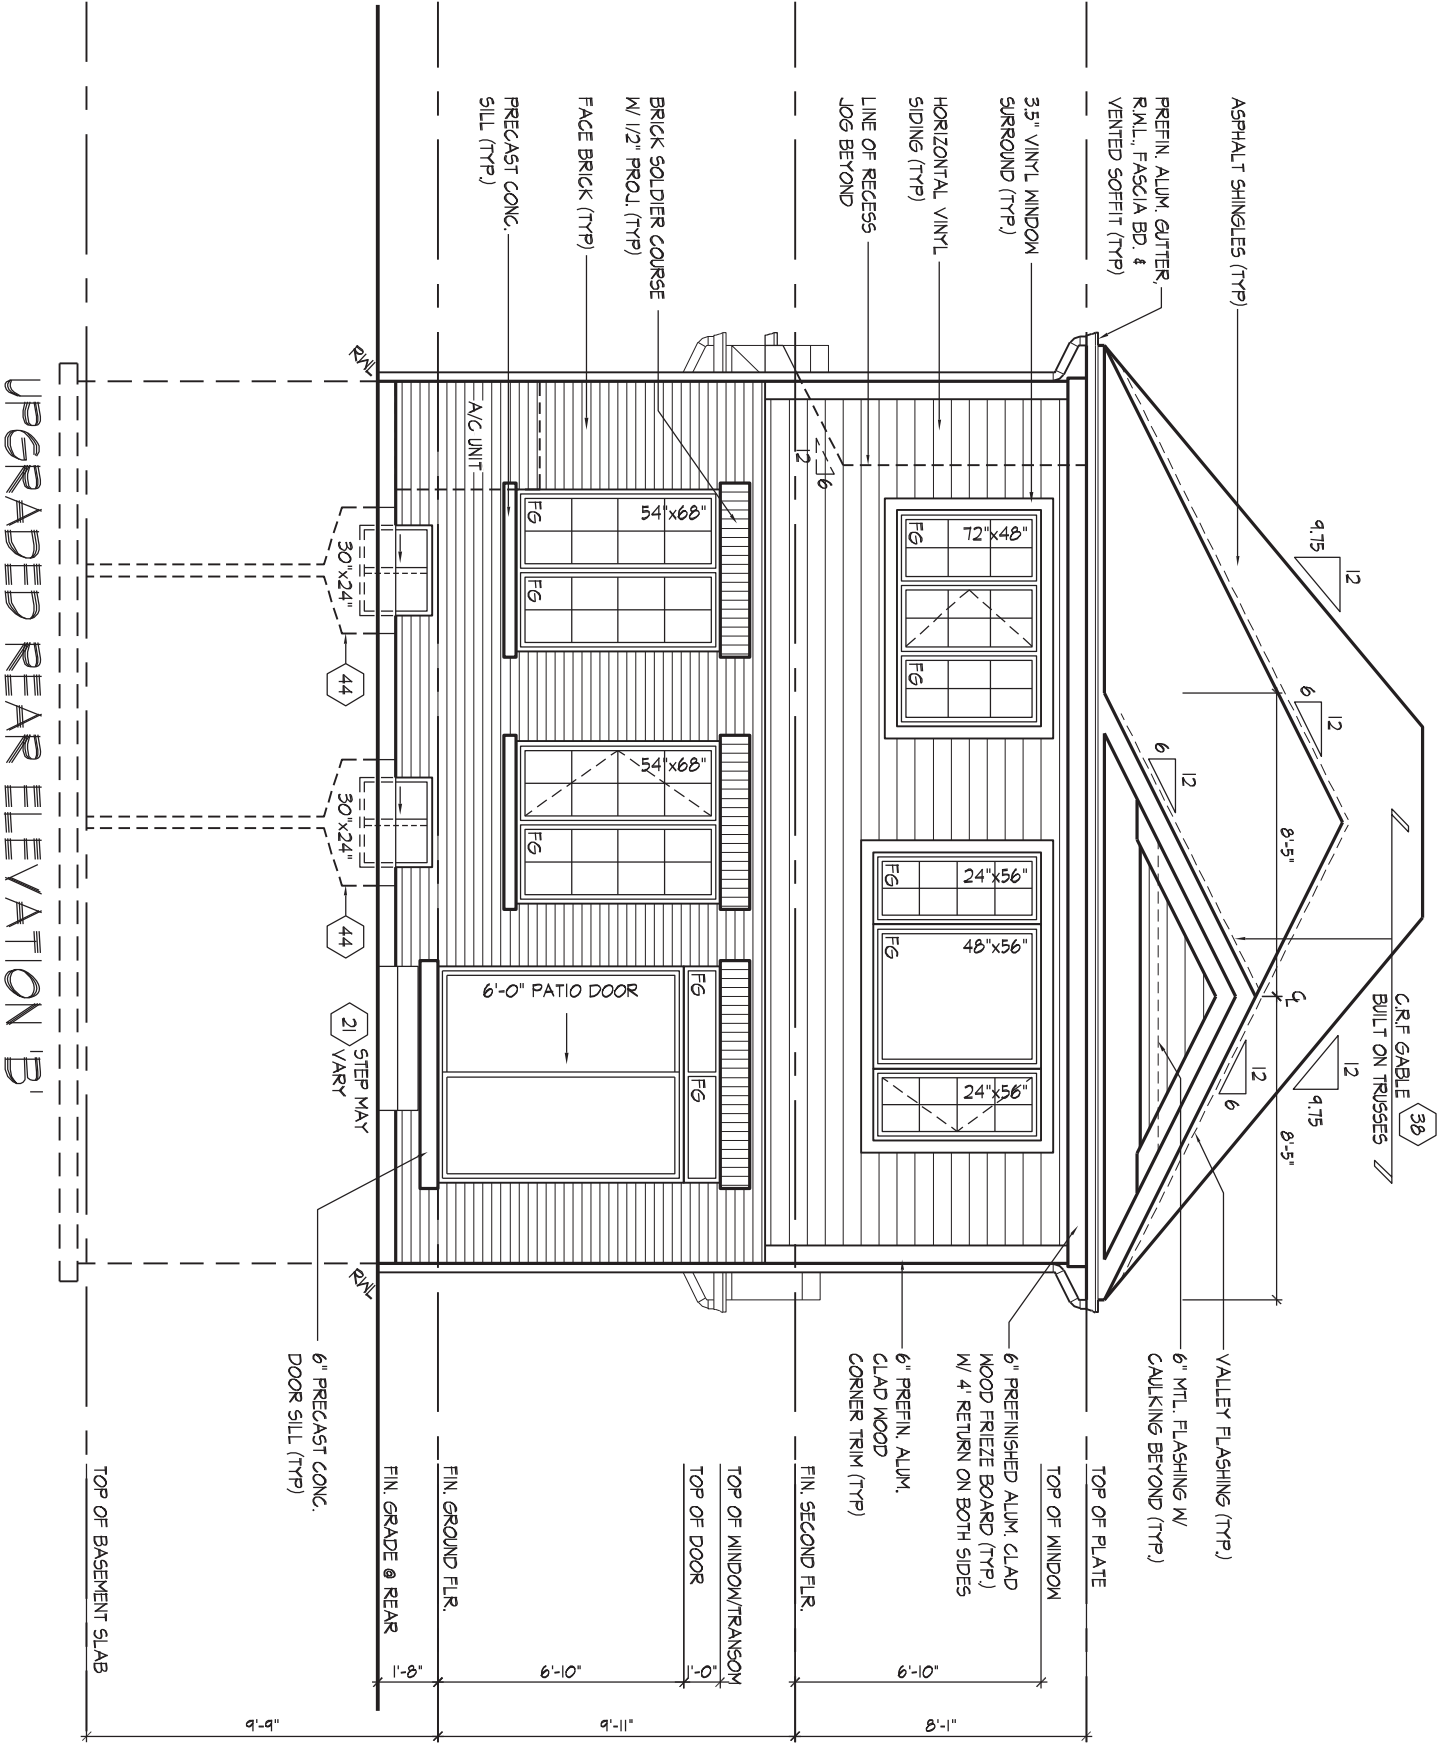 ASPHALT SHINGLES (TYP)
PREFIN. ALUM. GUTTER,
R.W.L., FASCIA BD. &
VENTED SOFFIT (TYP)
3.5" VINYL WINDOW
SURROUND (TYP.)
HORIZONTAL VINYL
SIDING (TYP)
LINE OF RECESS
JOG BEYOND
BRICK SOLDIER COURSE
W/ 1/2" PROJ. (TYP)
FACE BRICK (TYP)
PRECAST CONC.
SILL (TYP.)
RWL
A/C UNIT
12
6
9.75
12
6
12
6
12
8'-5"
C.R.F GABLE
BUILT ON TRUSSES
38
CL
12
9.75
12
6
8'-5"
72"x48"
FG
FG
24"x56"
FG
48"x56"
FG
24"x56"
54"x68"
FG
FG
54"x68"
FG
FG
FG
6'-0" PATIO DOOR
30"x24"
44
30"x24"
44
21
STEP MAY
VARY
RWL
VALLEY FLASHING (TYP.)
6" MTL. FLASHING W/
CAULKING BEYOND (TYP.)
6" PREFINISHED ALUM. CLAD
WOOD FRIEZE BOARD (TYP.)
W/ 4' RETURN ON BOTH SIDES
6" PREFIN. ALUM.
CLAD WOOD
CORNER TRIM (TYP)
6" PRECAST CONC.
DOOR SILL (TYP)
TOP OF PLATE
TOP OF WINDOW
FIN. SECOND FLR.
TOP OF WINDOW/TRANSOM
TOP OF DOOR
FIN. GROUND FLR.
FIN. GRADE @ REAR
TOP OF BASEMENT SLAB
6'-10"
1'-0"
6'-10"
1'-8"
8'-1"
9'-11"
9'-9"
UPGRADED REAR ELEVATION 'B'